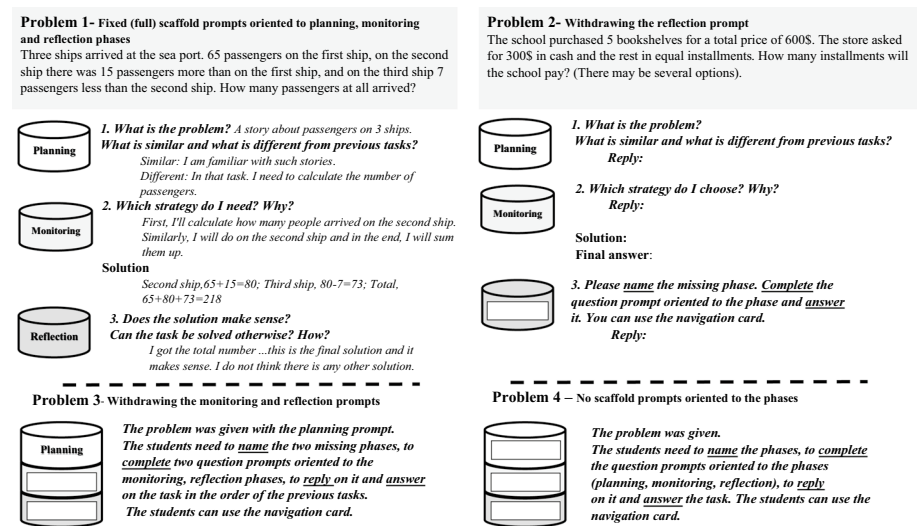 Problem 1- Fixed (full) scaffold prompts oriented to planning, monitoring
and reflection phases
Three ships arrived at the sea port. 65 passengers on the first ship, on the second
ship there was 15 passengers more than on the first ship, and on the third ship 7
passengers less than the second ship. How many passengers at all arrived?
Planning
1. What is the problem? A story about passengers on 3 ships.
What is similar and what is different from previous tasks?
Similar: I am familiar with such stories.
Different: In that task. I need to calculate the number of
passengers.
Monitoring
2. Which strategy do I need? Why?
First, I'll calculate how many people arrived on the second ship.
Similarly, I will do on the second ship and in the end, I will sum
them up.
Solution
Second ship,65+15=80; Third ship, 80-7=73; Total,
65+80+73=218
Reflection
3. Does the solution make sense?
Can the task be solved otherwise? How?
I got the total number ...this is the final solution and it
makes sense. I do not think there is any other solution.
Problem 2- Withdrawing the reflection prompt
The school purchased 5 bookshelves for a total price of 600$. The store asked
for 300$ in cash and the rest in equal installments. How many installments will
the school pay? (There may be several options).
Planning
1. What is the problem?
What is similar and what is different from previous tasks?
Reply:
Monitoring
2. Which strategy do I choose? Why?
Reply:
Solution:
Final answer:
3. Please name the missing phase. Complete the
question prompt oriented to the phase and answer
it. You can use the navigation card.
Reply:
Problem 3- Withdrawing the monitoring and reflection prompts
Planning
The problem was given with the planning prompt.
The students need to name the two missing phases, to
complete two question prompts oriented to the
monitoring, reflection phases, to reply on it and answer
on the task in the order of the previous tasks.
The students can use the navigation card.
Problem 4 – No scaffold prompts oriented to the phases
The problem was given.
The students need to name the phases, to complete
the question prompts oriented to the phases
(planning, monitoring, reflection), to reply
on it and answer the task. The students can use the
navigation card.